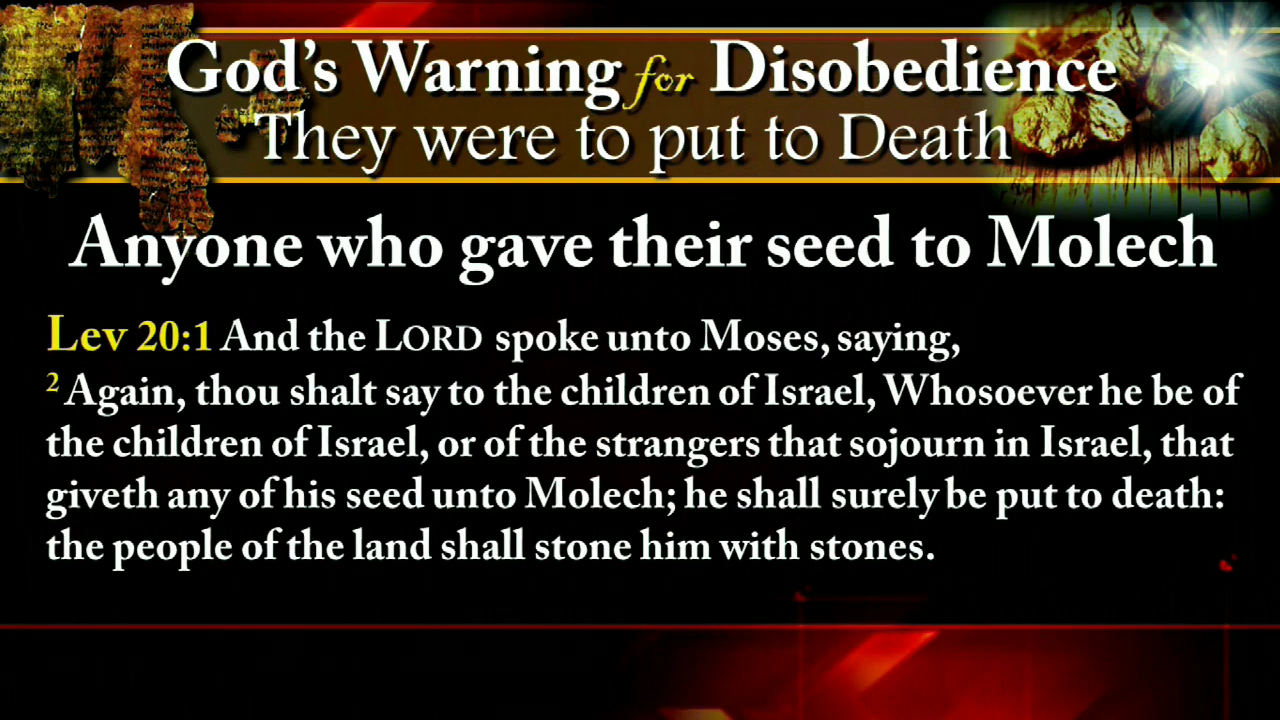 God's Warning for Disobedience
They were to put to Death
Anyone who gave their seed to Molech
Lev 20:1 And the LORD spoke unto Moses, saying,
2 Again, thou shalt say to the children of Israel, Whosoever he be of
the children of Israel, or of the strangers that sojourn in Israel, that
giveth any of his seed unto Molech; he shall surely be put to death:
the people of the land shall stone him with stones.